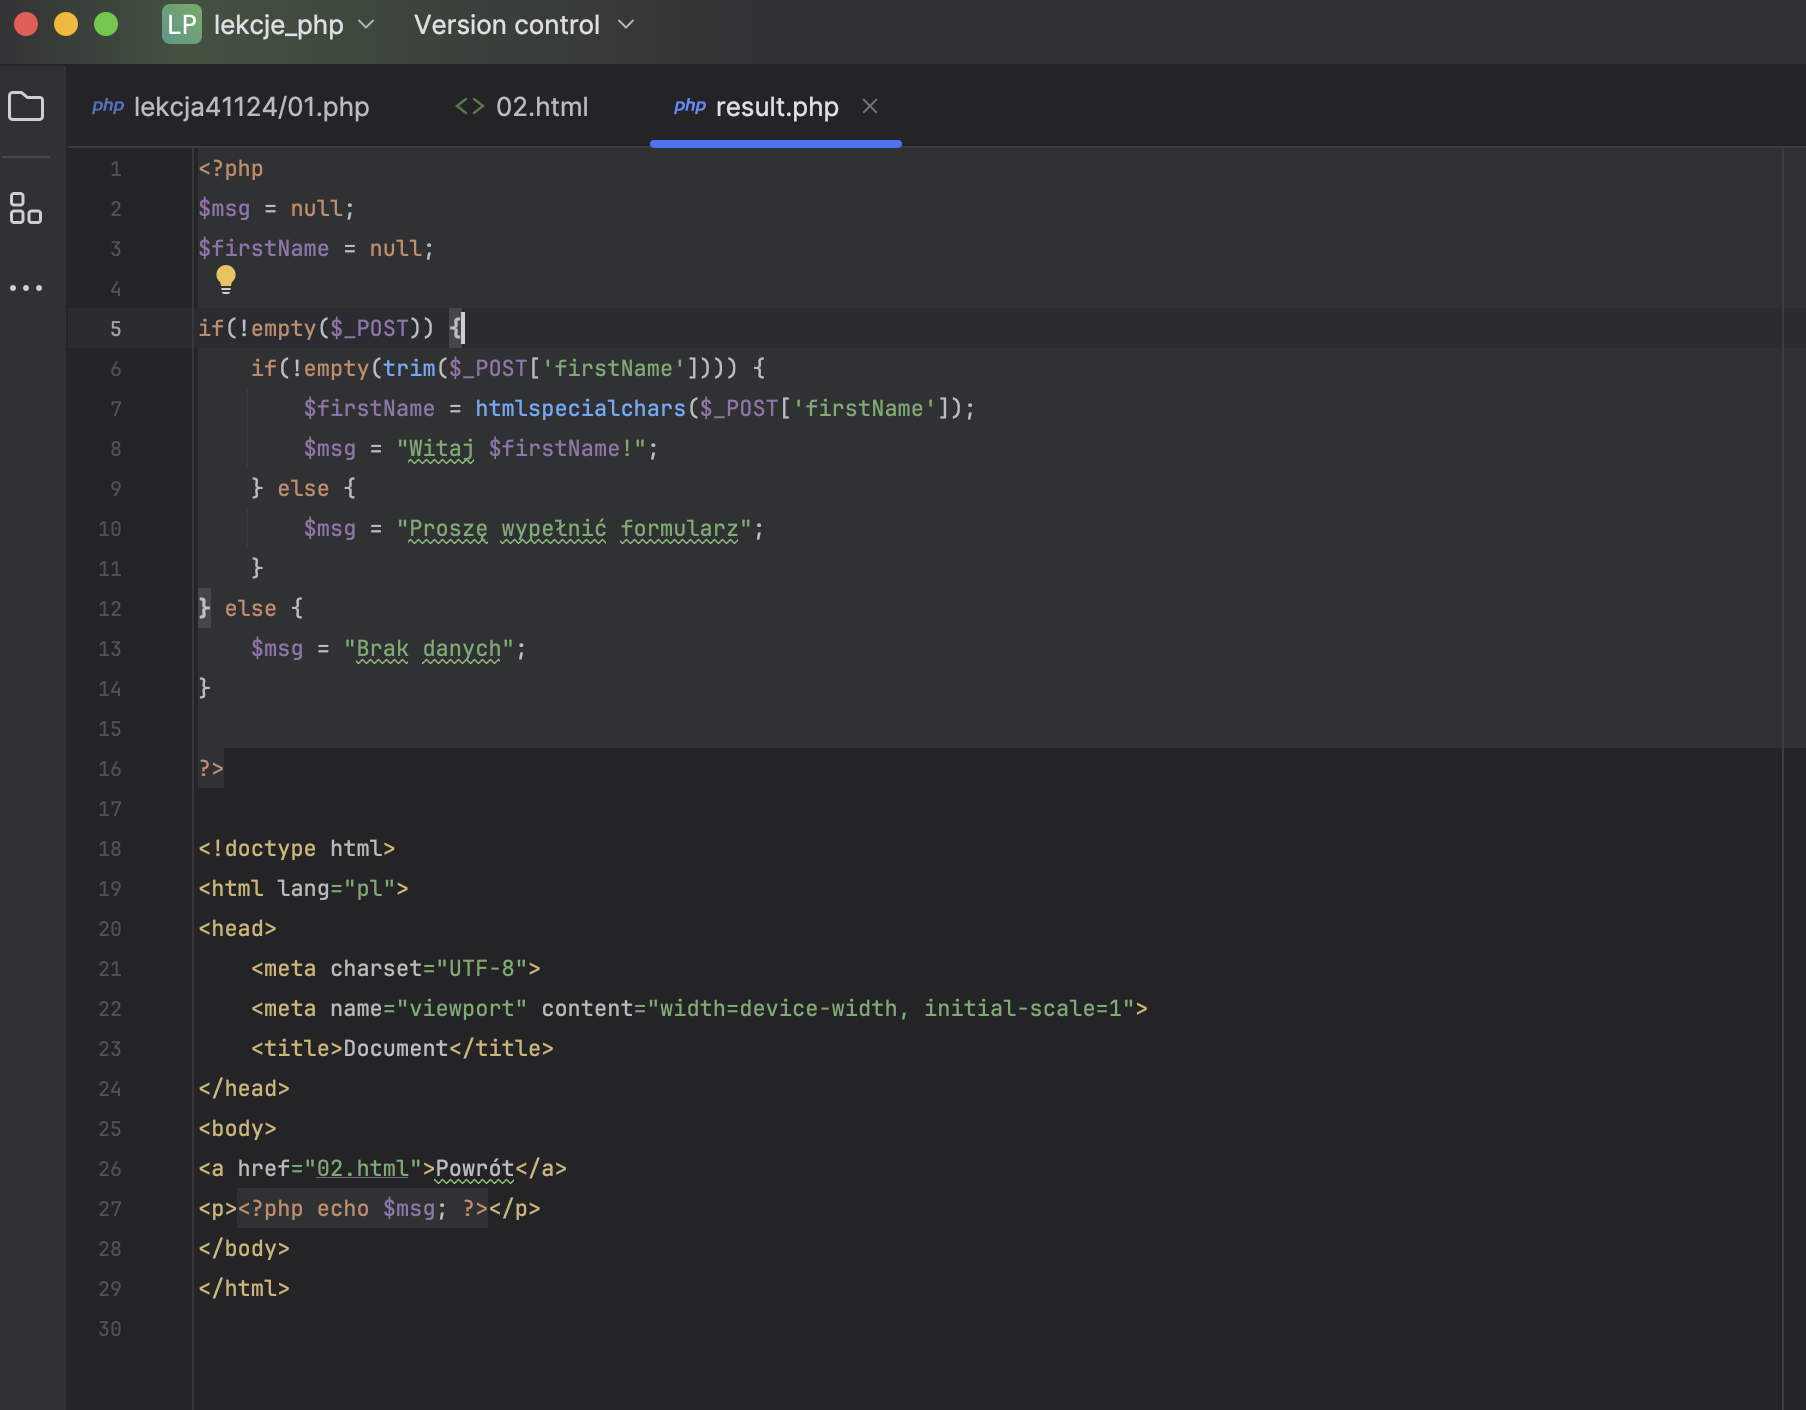 LP lekcje_php Version control
php lekcja41124/01.php <> 02.html php result.php
1 <?php
2 $msg = null;
3 $firstName = null;
4
5 if(!empty($_POST)) {
6     if(!empty(trim($_POST['firstName']))) {
7         $firstName = htmlspecialchars($_POST['firstName']);
8         $msg = "Witaj $firstName!";
9     } else {
10         $msg = "Proszę wypełnić formularz";
11     }
12 } else {
13     $msg = "Brak danych";
14 }
15
16 ?>
17
18 <!doctype html>
19 <html lang="pl">
20 <head>
21     <meta charset="UTF-8">
22     <meta name="viewport" content="width=device-width, initial-scale=1">
23     <title>Document</title>
24 </head>
25 <body>
26 <a href="02.html">Powrót</a>
27 <p><?php echo $msg; ?></p>
28 </body>
29 </html>
30